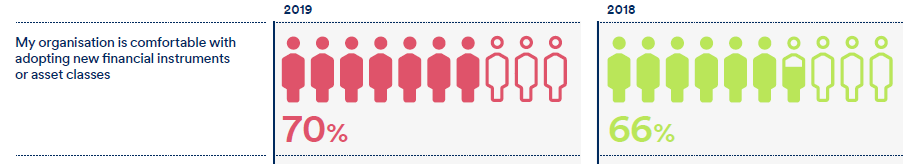 2019
2018
My organisation is comfortable with
adopting new financial instruments
or asset classes
70%
66%